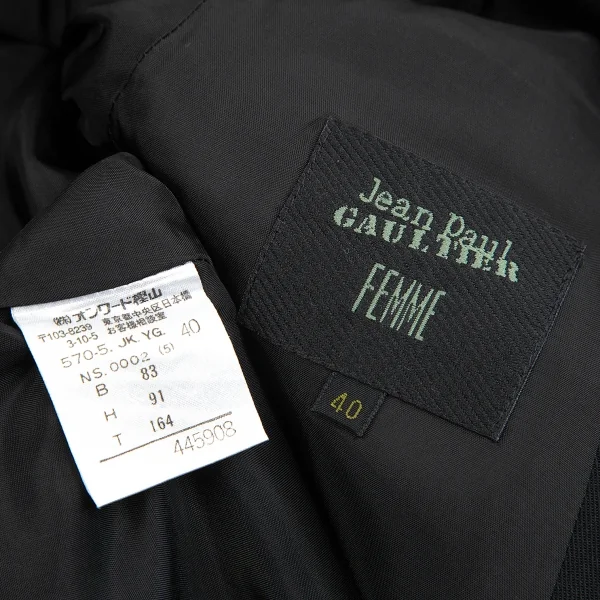 ㈱オンワード樫山
〒103-8239 東京都中央区日本橋
3-10-5 お客様相談室
570-5. JK. YG. 40
NS. 0002 (5)
B 83
H 91
T 164
445908
Jean Paul
GAULTIER
FEMME
40